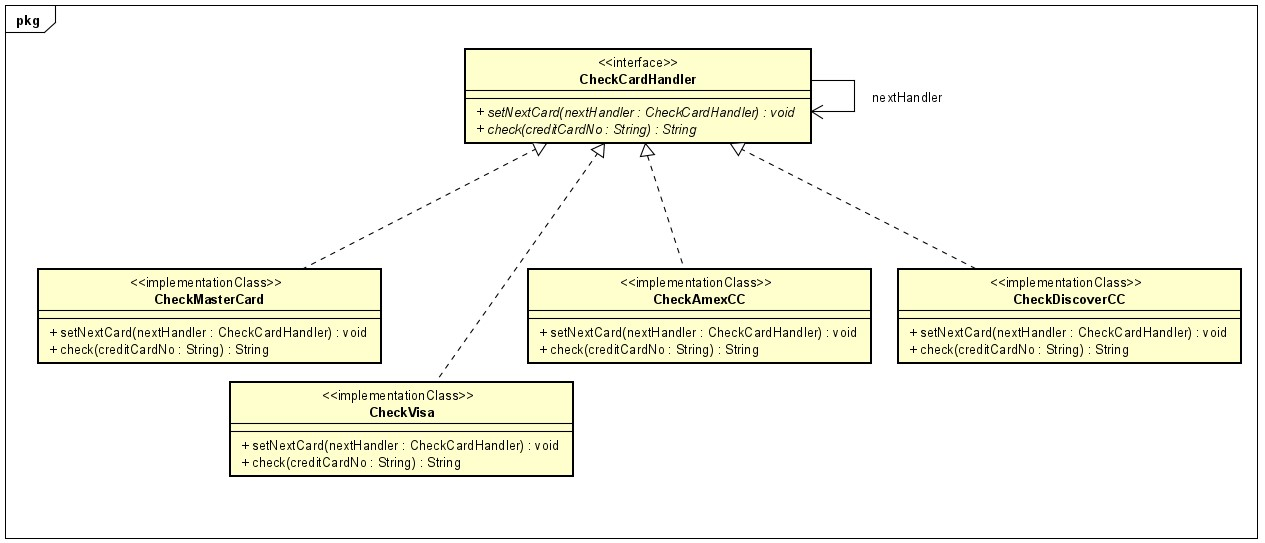 pkg
<<interface>>
CheckCardHandler
+ setNextCard(nextHandler : CheckCardHandler) : void
+ check(creditCardNo : String) : String
nextHandler
<<implementationClass>>
CheckMasterCard
+ setNextCard(nextHandler : CheckCardHandler) : void
+ check(creditCardNo : String) : String
<<implementationClass>>
CheckAmexCC
+ setNextCard(nextHandler : CheckCardHandler) : void
+ check(creditCardNo : String) : String
<<implementationClass>>
CheckDiscoverCC
+ setNextCard(nextHandler : CheckCardHandler) : void
+ check(creditCardNo : String) : String
<<implementationClass>>
CheckVisa
+ setNextCard(nextHandler : CheckCardHandler) : void
+ check(creditCardNo : String) : String